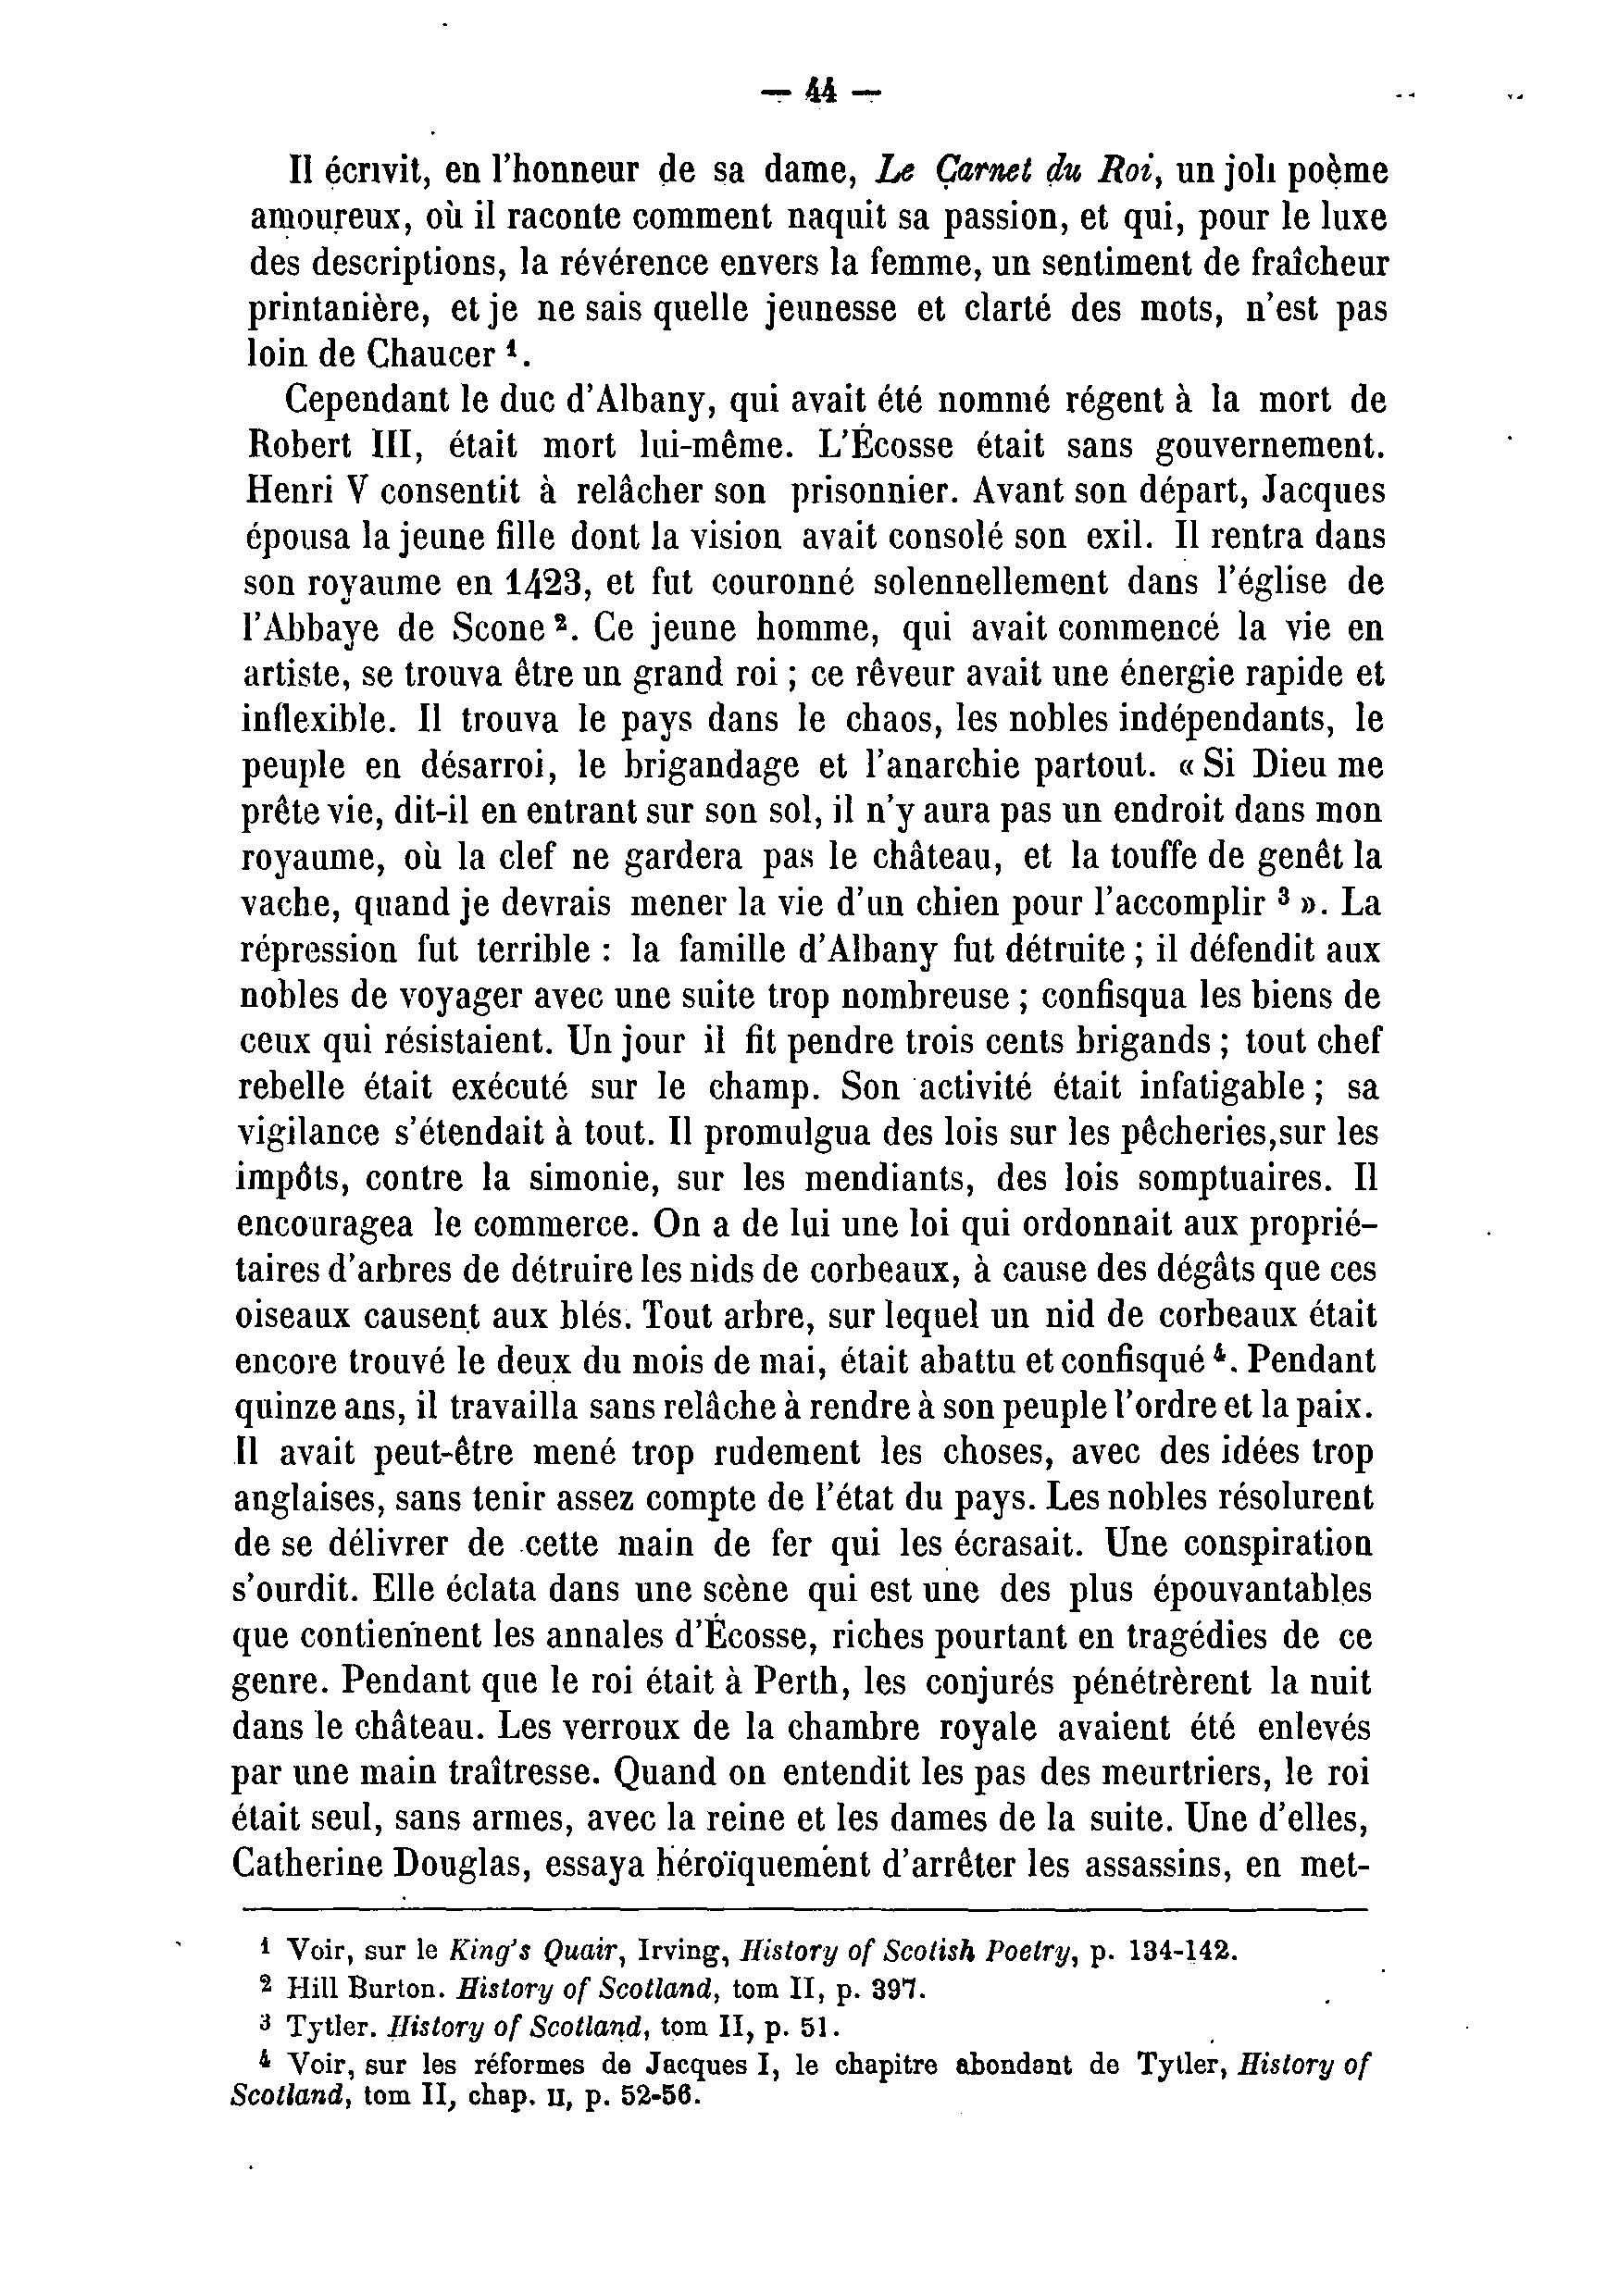 — 44 —
Il écrivit, en l'honneur de sa dame, Le Carnet du Roi, un joli poème
amoureux, où il raconte comment naquit sa passion, et qui, pour le luxe
des descriptions, la révérence envers la femme, un sentiment de fraîcheur
printanière, et je ne sais quelle jeunesse et clarté des mots, n'est pas
loin de Chaucer ¹.
Cependant le duc d'Albany, qui avait été nommé régent à la mort de
Robert III, était mort lui-même. L'Écosse était sans gouvernement.
Henri V consentit à relâcher son prisonnier. Avant son départ, Jacques
épousa la jeune fille dont la vision avait consolé son exil. Il rentra dans
son royaume en 1423, et fut couronné solennellement dans l'église de
l'Abbaye de Scone ². Ce jeune homme, qui avait commencé la vie en
artiste, se trouva être un grand roi ; ce rêveur avait une énergie rapide et
inflexible. Il trouva le pays dans le chaos, les nobles indépendants, le
peuple en désarroi, le brigandage et l'anarchie partout. « Si Dieu me
prête vie, dit-il en entrant sur son sol, il n'y aura pas un endroit dans mon
royaume, où la clef ne gardera pas le château, et la touffe de genêt la
vache, quand je devrais mener la vie d'un chien pour l'accomplir ³ ». La
répression fut terrible : la famille d'Albany fut détruite ; il défendit aux
nobles de voyager avec une suite trop nombreuse ; confisqua les biens de
ceux qui résistaient. Un jour il fit pendre trois cents brigands ; tout chef
rebelle était exécuté sur le champ. Son activité était infatigable ; sa
vigilance s'étendait à tout. Il promulgua des lois sur les pêcheries,sur les
impôts, contre la simonie, sur les mendiants, des lois somptuaires. Il
encouragea le commerce. On a de lui une loi qui ordonnait aux proprié-
taires d'arbres de détruire les nids de corbeaux, à cause des dégâts que ces
oiseaux causent aux blés. Tout arbre, sur lequel un nid de corbeaux était
encore trouvé le deux du mois de mai, était abattu et confisqué ⁴. Pendant
quinze ans, il travailla sans relâche à rendre à son peuple l'ordre et la paix.
Il avait peut-être mené trop rudement les choses, avec des idées trop
anglaises, sans tenir assez compte de l'état du pays. Les nobles résolurent
de se délivrer de cette main de fer qui les écrasait. Une conspiration
s'ourdit. Elle éclata dans une scène qui est une des plus épouvantables
que contiennent les annales d'Écosse, riches pourtant en tragédies de ce
genre. Pendant que le roi était à Perth, les conjurés pénétrèrent la nuit
dans le château. Les verroux de la chambre royale avaient été enlevés
par une main traîtresse. Quand on entendit les pas des meurtriers, le roi
était seul, sans armes, avec la reine et les dames de la suite. Une d'elles,
Catherine Douglas, essaya héroïquement d'arrêter les assassins, en met-
¹ Voir, sur le King's Quair, Irving, History of Scotish Poetry, p. 134-142.
² Hill Burton. History of Scotland, tom II, p. 397.
³ Tytler. History of Scotland, tom II, p. 51.
⁴ Voir, sur les réformes de Jacques I, le chapitre abondant de Tytler, History of
Scotland, tom II, chap. II, p. 52-56.